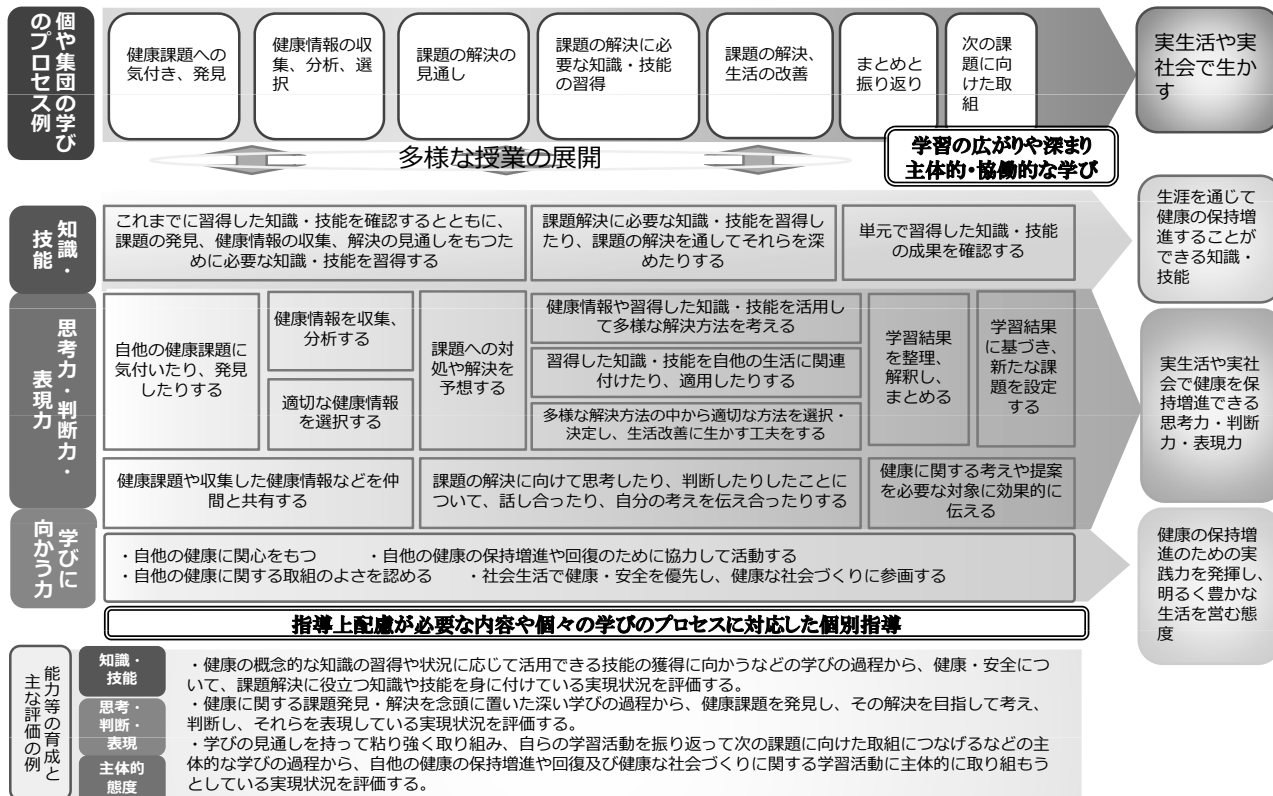 個や集団の学び
のプロセス例
健康課題への
気付き、発見
健康情報の収
集、分析、選
択
課題の解決の
見通し
課題の解決に必
要な知識・技能
の習得
課題の解決、
生活の改善
まとめと
振り返り
次の課
題に向
けた取
組
実生活や実
社会で生か
す
多様な授業の展開
学習の広がりや深まり
主体的・協働的な学び
知識・
技能
これまでに習得した知識・技能を確認するとともに、
課題の発見、健康情報の収集、解決の見通しをもつた
めに必要な知識・技能を習得する
課題解決に必要な知識・技能を習得し
たり、課題の解決を通してそれらを深
めたりする
単元で習得した知識・技能
の成果を確認する
生涯を通じて
健康の保持増
進することが
できる知識・
技能
思考力・判断力・
表現力
自他の健康課題に
気付いたり、発見
したりする
健康情報を収集、
分析する
適切な健康情報
を選択する
課題への対
処や解決を
予想する
健康情報や習得した知識・技能を活用し
て多様な解決方法を考える
習得した知識・技能を自他の生活に関連
付けたり、適用したりする
多様な解決方法の中から適切な方法を選択・
決定し、生活改善に生かす工夫をする
学習結果
を整理、
解釈し、
まとめる
学習結果
に基づき、
新たな課
題を設定
する
健康課題や収集した健康情報などを仲
間と共有する
課題の解決に向けて思考したり、判断したりしたことに
ついて、話し合ったり、自分の考えを伝え合ったりする
健康に関する考えや提案
を必要な対象に効果的に
伝える
実生活や実社
会で健康を保
持増進できる
思考力・判断
力・表現力
学びに
向かう力
・自他の健康に関心をもつ　・自他の健康の保持増進や回復のために協力して活動する
・自他の健康に関する取組のよさを認める　・社会生活で健康・安全を優先し、健康な社会づくりに参画する
健康の保持増
進のための実
践力を発揮し、
明るく豊かな
生活を営む態
度
指導上配慮が必要な内容や個々の学びのプロセスに対応した個別指導
能力等の育成と
主な評価の例
知識・
技能
思考・
判断・
表現
主体的
態度
・健康の概念的な知識の習得や状況に応じて活用できる技能の獲得に向かうなどの学びの過程から、健康・安全につ
いて、課題解決に役立つ知識や技能を身に付けている実現状況を評価する。
・健康に関する課題発見・解決を念頭に置いた深い学びの過程から、健康課題を発見し、その解決を目指して考え、
判断し、それらを表現している実現状況を評価する。
・学びの見通しを持って粘り強く取り組み、自らの学習活動を振り返って次の課題に向けた取組につなげるなどの主
体的な学びの過程から、自他の健康の保持増進や回復及び健康な社会づくりに関する学習活動に主体的に取り組もう
としている実現状況を評価する。